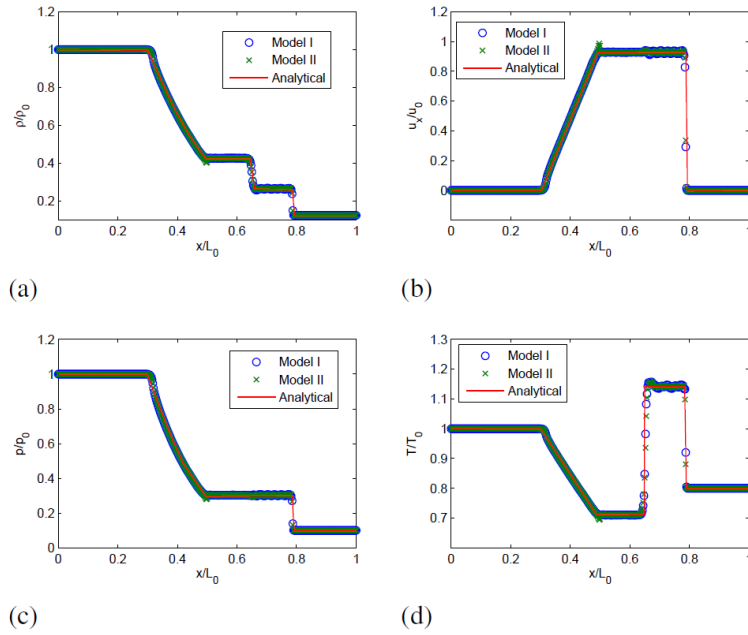 1.2
1
0.8
0.6
0.4
0.2
ρ/ρ0
0 0.2 0.4 0.6 0.8 1
x/L0
Model I
Model II
Analytical
(a)
1.2
1
0.8
0.6
0.4
0.2
0
ux/u0
0 0.2 0.4 0.6 0.8 1
x/L0
Model I
Model II
Analytical
(b)
1.2
1
0.8
0.6
0.4
0.2
0
p/p0
0 0.2 0.4 0.6 0.8 1
x/L0
Model I
Model II
Analytical
(c)
1.3
1.2
1.1
1
0.9
0.8
0.7
T/T0
0 0.2 0.4 0.6 0.8 1
x/L0
Model I
Model II
Analytical
(d)